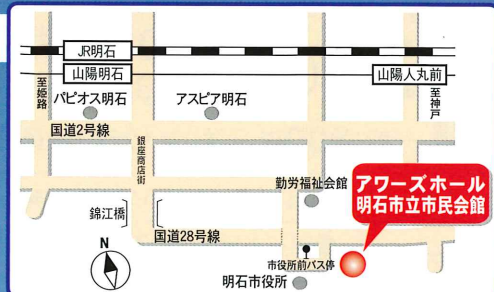 JR明石
山陽明石
山陽人丸前
至姫路
至神戸
パピオス明石
アスピア明石
国道2号線
銀座商店街
勤労福祉会館
アワーズホール
明石市立市民会館
錦江橋
国道28号線
N
市役所前バス停
明石市役所